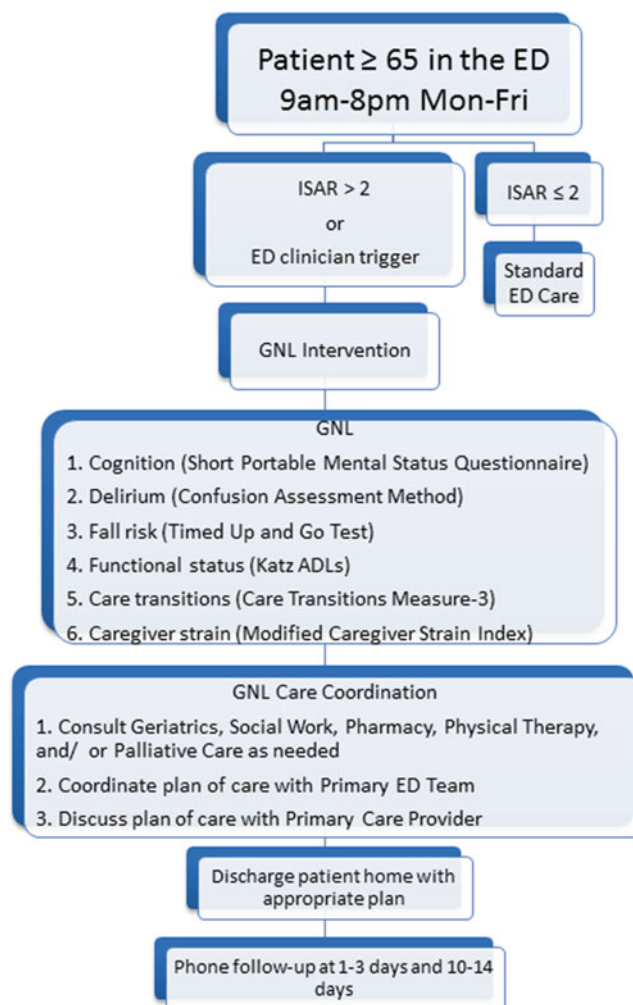 Patient ≥ 65 in the ED
9am-8pm Mon-Fri
ISAR > 2
or
ED clinician trigger
ISAR ≤ 2
Standard
ED Care
GNL Intervention
GNL
1. Cognition (Short Portable Mental Status Questionnaire)
2. Delirium (Confusion Assessment Method)
3. Fall risk (Timed Up and Go Test)
4. Functional status (Katz ADLs)
5. Care transitions (Care Transitions Measure-3)
6. Caregiver strain (Modified Caregiver Strain Index)
GNL Care Coordination
1. Consult Geriatrics, Social Work, Pharmacy, Physical Therapy,
and/ or Palliative Care as needed
2. Coordinate plan of care with Primary ED Team
3. Discuss plan of care with Primary Care Provider
Discharge patient home with
appropriate plan
Phone follow-up at 1-3 days and 10-14
days